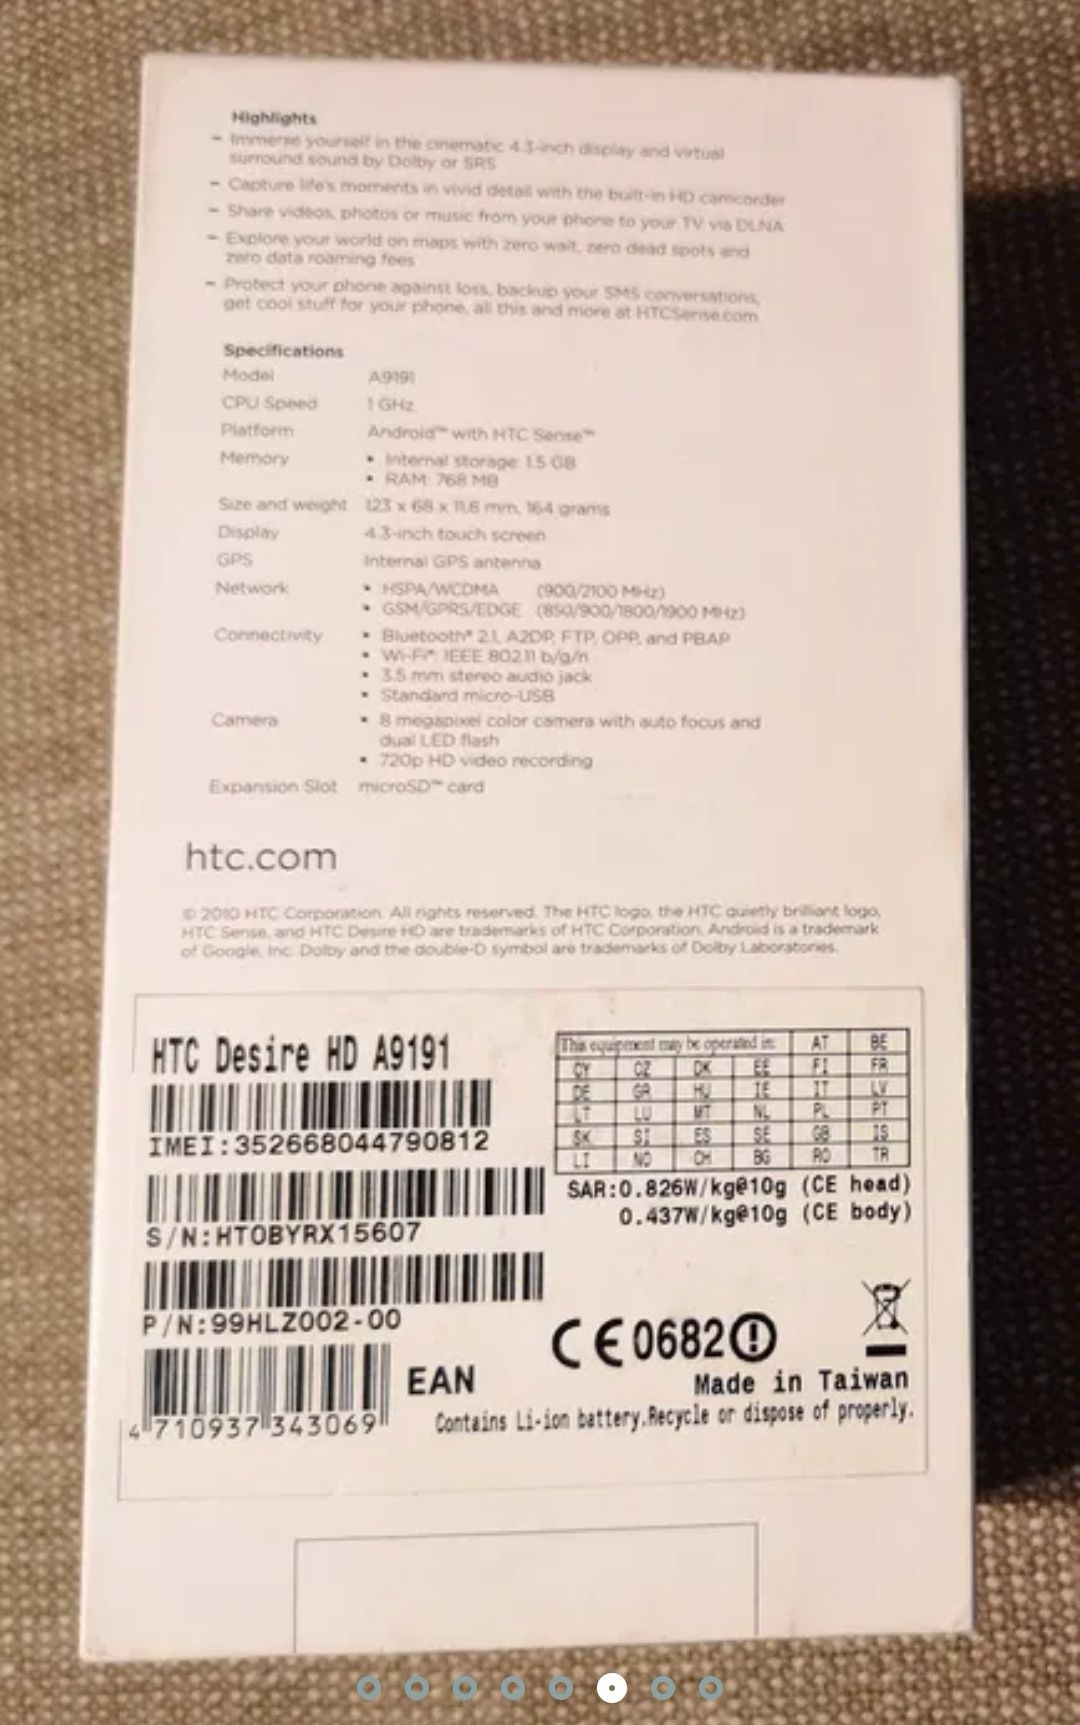 Highlights
- Immerse yourself in the cinematic 4.3-inch display and virtual
surround sound by Dolby or SRS
- Capture life's moments in vivid detail with the built-in HD camcorder
- Share videos, photos or music from your phone to your TV via DLNA
- Explore your world on maps with zero wait, zero dead spots and
zero data roaming fees
- Protect your phone against loss, backup your SMS conversations,
get cool stuff for your phone, all this and more at HTCSense.com
Specifications
Model A9191
CPU Speed 1 GHz
Platform Android™ with HTC Sense™
Memory • Internal storage: 1.5 GB
• RAM: 768 MB
Size and weight 123 x 68 x 11.8 mm, 164 grams
Display 4.3-inch touch screen
GPS Internal GPS antenna
Network • HSPA/WCDMA (900/2100 MHz)
• GSM/GPRS/EDGE (850/900/1800/1900 MHz)
Connectivity • Bluetooth® 2.1, A2DP, FTP, OPP, and PBAP
• Wi-Fi®: IEEE 802.11 b/g/n
• 3.5 mm stereo audio jack
• Standard micro-USB
Camera • 8 megapixel color camera with auto focus and
dual LED flash
• 720p HD video recording
Expansion Slot microSD™ card
htc.com
© 2010 HTC Corporation. All rights reserved. The HTC logo, the HTC quietly brilliant logo,
HTC Sense, and HTC Desire HD are trademarks of HTC Corporation. Android is a trademark
of Google, Inc. Dolby and the double-D symbol are trademarks of Dolby Laboratories.
HTC Desire HD A9191
IMEI:352668044790812
S/N:HT0BYRX15607
P/N:99HLZ002-00
4 710937 343069
EAN
This equipment may be operated in: AT BE
CY CZ DK EE FI FR
DE GR HU IE IT LV
LT LU MT NL PL PT
SK SI ES SE GB IS
LI NO CH BG RO TR
SAR:0.826W/kg@10g (CE head)
0.437W/kg@10g (CE body)
CE0682
Made in Taiwan
Contains Li-ion battery.Recycle or dispose of properly.